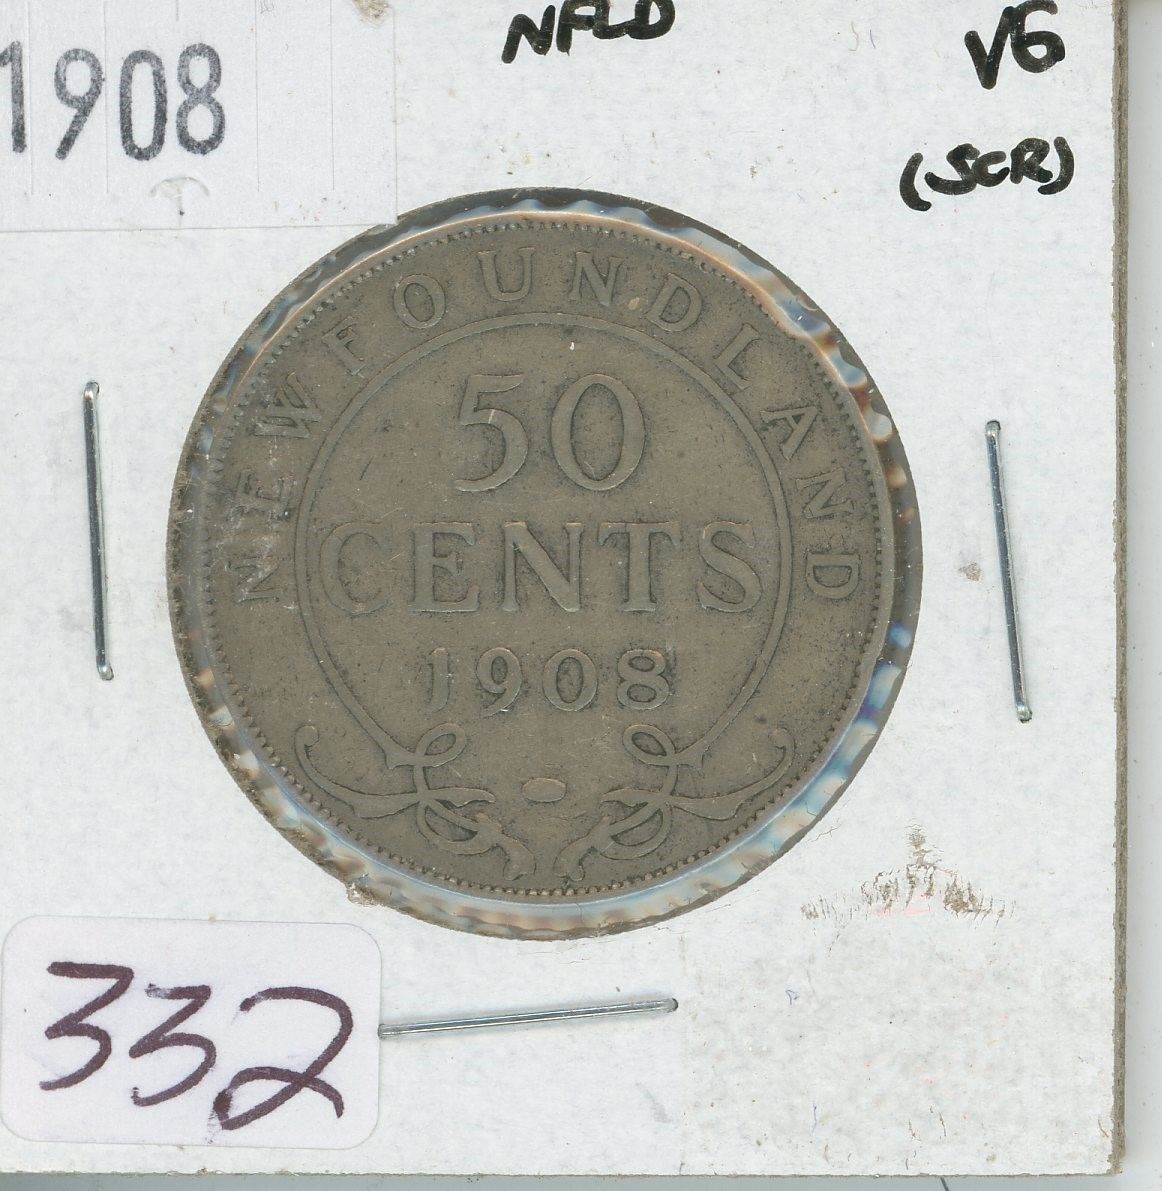 1908
NFLD
VG
(SCR)
NEWFOUNDLAND
50
CENTS
1908
332